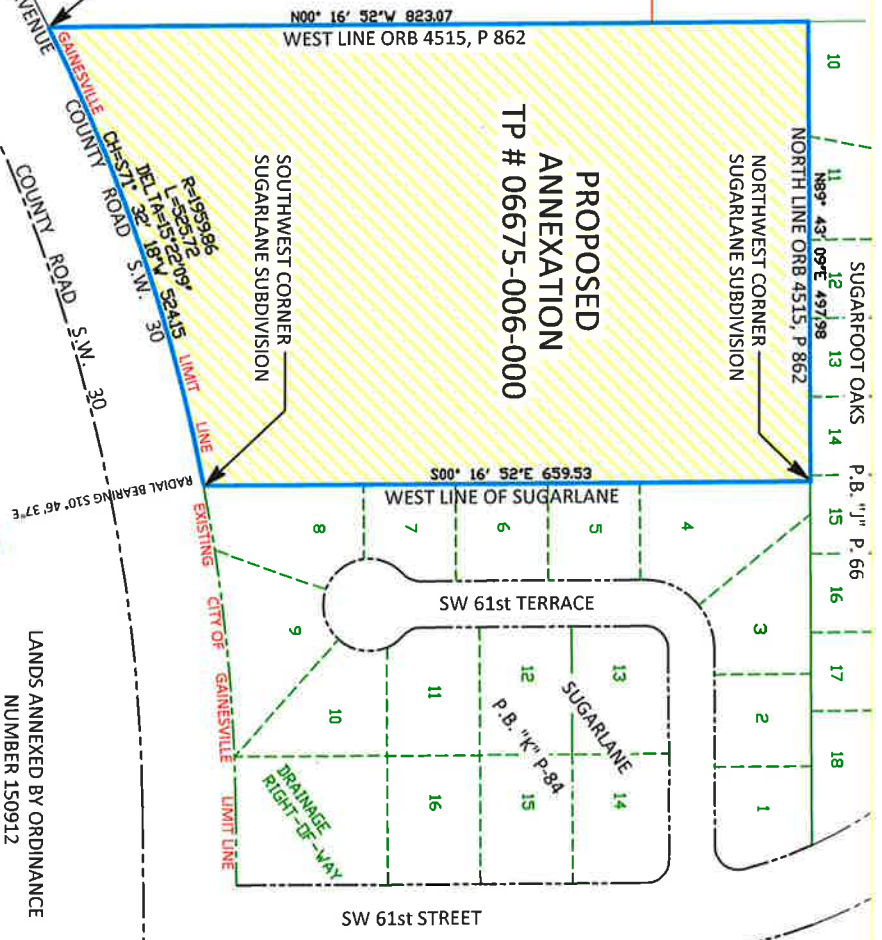 N00° 16' 52"W 823.07
WEST LINE ORB 4515, P 862
AVENUE
GAINESVILLE
COUNTY ROAD S.W. 30
LIMIT LINE
R=1959.86
L=525.72
DELTA=15°22'09"
CH=S71° 32' 18"W 524.15
COUNTY ROAD S.W. 30
PROPOSED
ANNEXATION
TP # 06675-006-000
SOUTHWEST CORNER
SUGARLANE SUBDIVISION
NORTHWEST CORNER
SUGARLANE SUBDIVISION
NORTH LINE ORB 4515, P 862
N89° 43' 09"E 497.98
SUGARFOOT OAKS P.B. "J" P. 66
10
11
12
13
14
15
16
17
18
S00° 16' 52"E 659.53
WEST LINE OF SUGARLANE
RADIAL BEARING S10° 46' 37"E
EXISTING CITY OF GAINESVILLE LIMIT LINE
8
7
6
5
4
3
2
1
9
10
11
12
13
14
15
16
SW 61st TERRACE
SUGARLANE
P.B. "K" P-84
DRAINAGE
RIGHT-OF-WAY
SW 61st STREET
LANDS ANNEXED BY ORDINANCE
NUMBER 150912